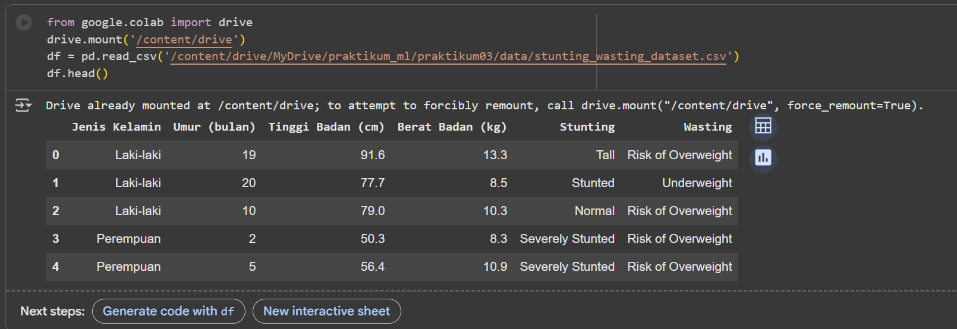 from google.colab import drive
drive.mount('/content/drive')
df = pd.read_csv('/content/drive/MyDrive/praktikum_ml/praktikum03/data/stunting_wasting_dataset.csv')
df.head()
Drive already mounted at /content/drive; to attempt to forcibly remount, call drive.mount("/content/drive", force_remount=True).
Jenis Kelamin Umur (bulan) Tinggi Badan (cm) Berat Badan (kg) Stunting Wasting
0 Laki-laki 19 91.6 13.3 Tall Risk of Overweight
1 Laki-laki 20 77.7 8.5 Stunted Underweight
2 Laki-laki 10 79.0 10.3 Normal Risk of Overweight
3 Perempuan 2 50.3 8.3 Severely Stunted Risk of Overweight
4 Perempuan 5 56.4 10.9 Severely Stunted Risk of Overweight
Next steps: Generate code with df New interactive sheet